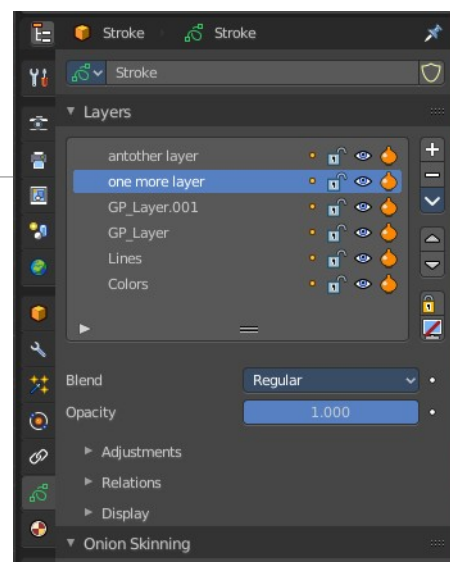 Stroke Stroke
Stroke
Layers
antother layer
one more layer
GP_Layer.001
GP_Layer
Lines
Colors
Blend Regular
Opacity 1.000
Adjustments
Relations
Display
Onion Skinning